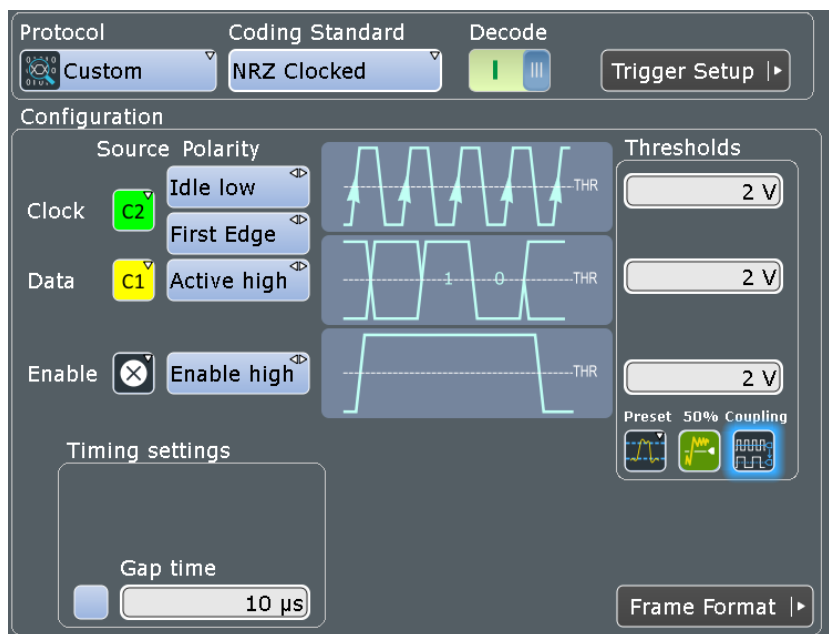 Protocol Coding Standard Decode
Custom NRZ Clocked I III Trigger Setup
Configuration
Source Polarity Thresholds
Clock C2 Idle low THR 2 V
First Edge
Data C1 Active high 1 0 THR 2 V
Enable Enable high THR 2 V
Preset 50% Coupling
Timing settings
Gap time
10 µs
Frame Format